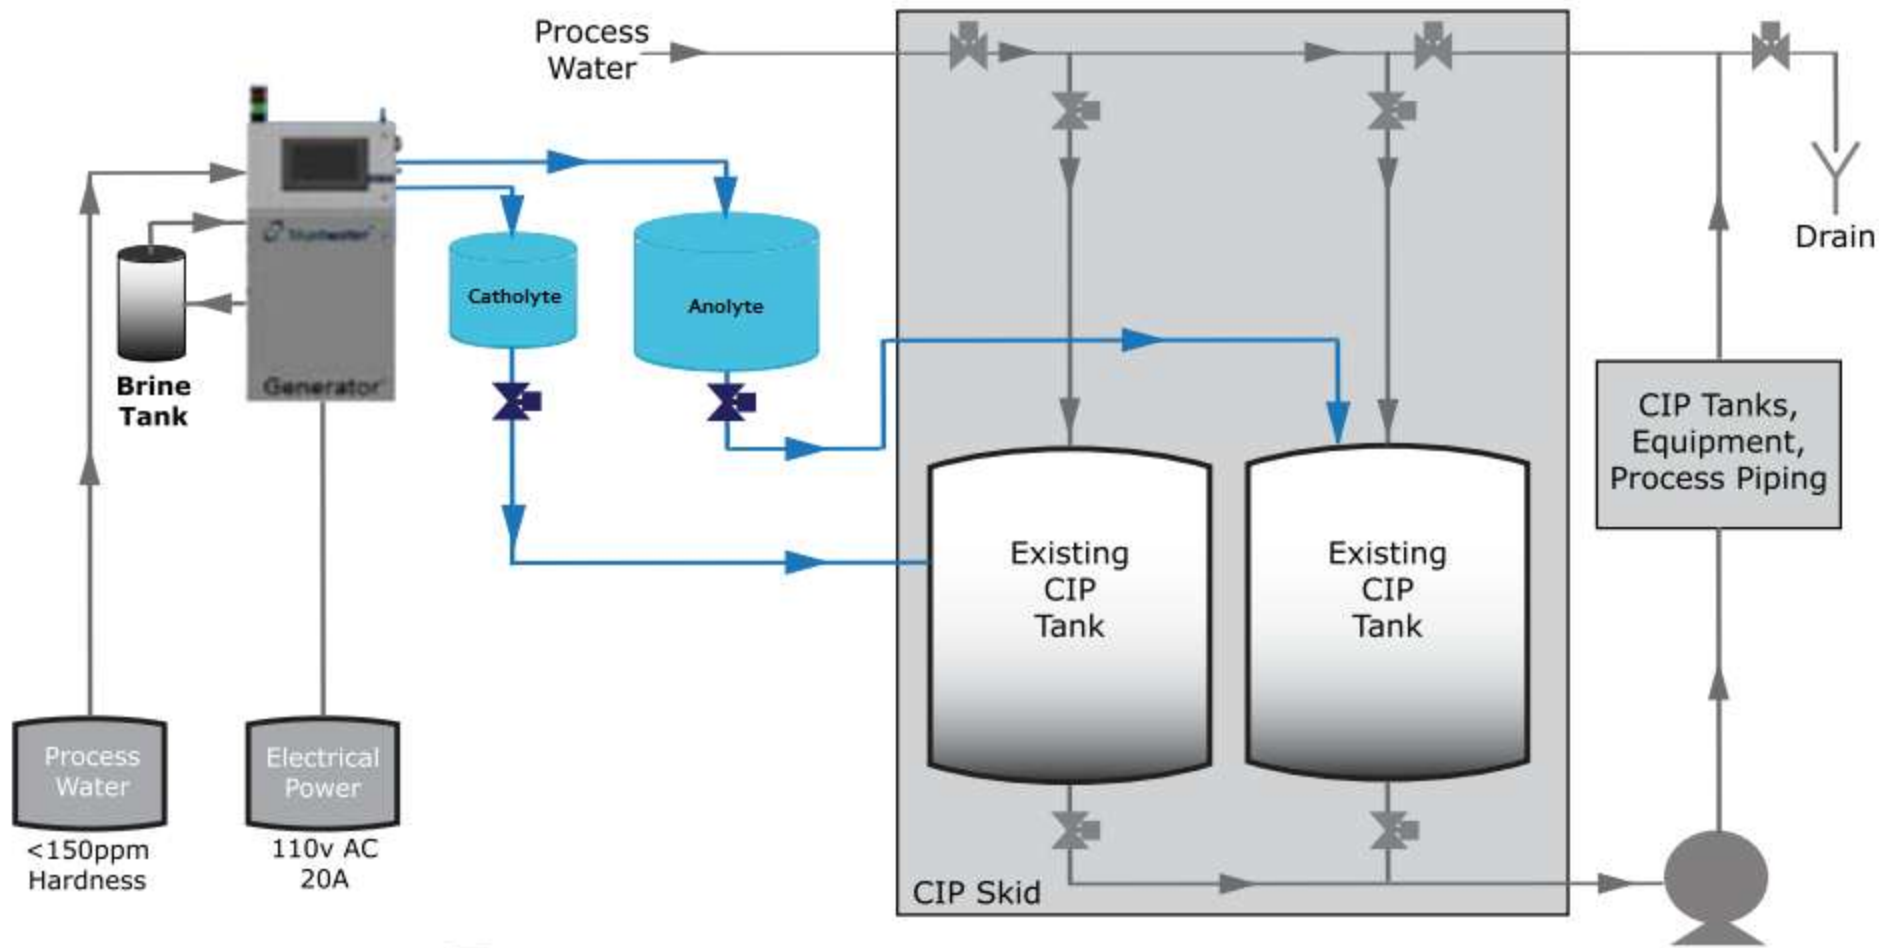 Process
Water
Catholyte
Anolyte
Generator
Brine
Tank
Drain
CIP Tanks,
Equipment,
Process Piping
Existing
CIP
Tank
Existing
CIP
Tank
Process
Water
<150ppm
Hardness
Electrical
Power
110v AC
20A
CIP Skid